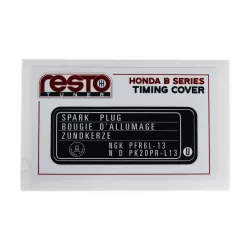 resto
TUNER
HONDA B SERIES
TIMING COVER
SPARK PLUG
BOUGIE D'ALLUMAGE
ZUNDKERZE
NGK PFR6L-13
N D PK20PR-L13